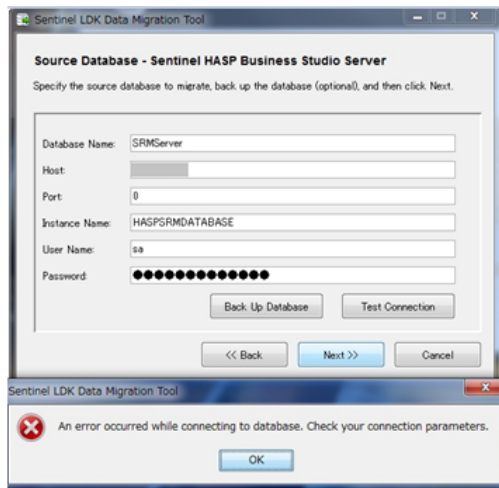 Sentinel LDK Data Migration Tool
Source Database - Sentinel HASP Business Studio Server
Specify the source database to migrate, back up the database (optional), and then click Next.
Database Name: SRMServer
Host:
Port: 0
Instance Name: HASPSRMDATABASE
User Name: sa
Password: ●●●●●●●●●●●●●
Back Up Database Test Connection
<< Back Next >> Cancel
Sentinel LDK Data Migration Tool
An error occurred while connecting to database. Check your connection parameters.
OK